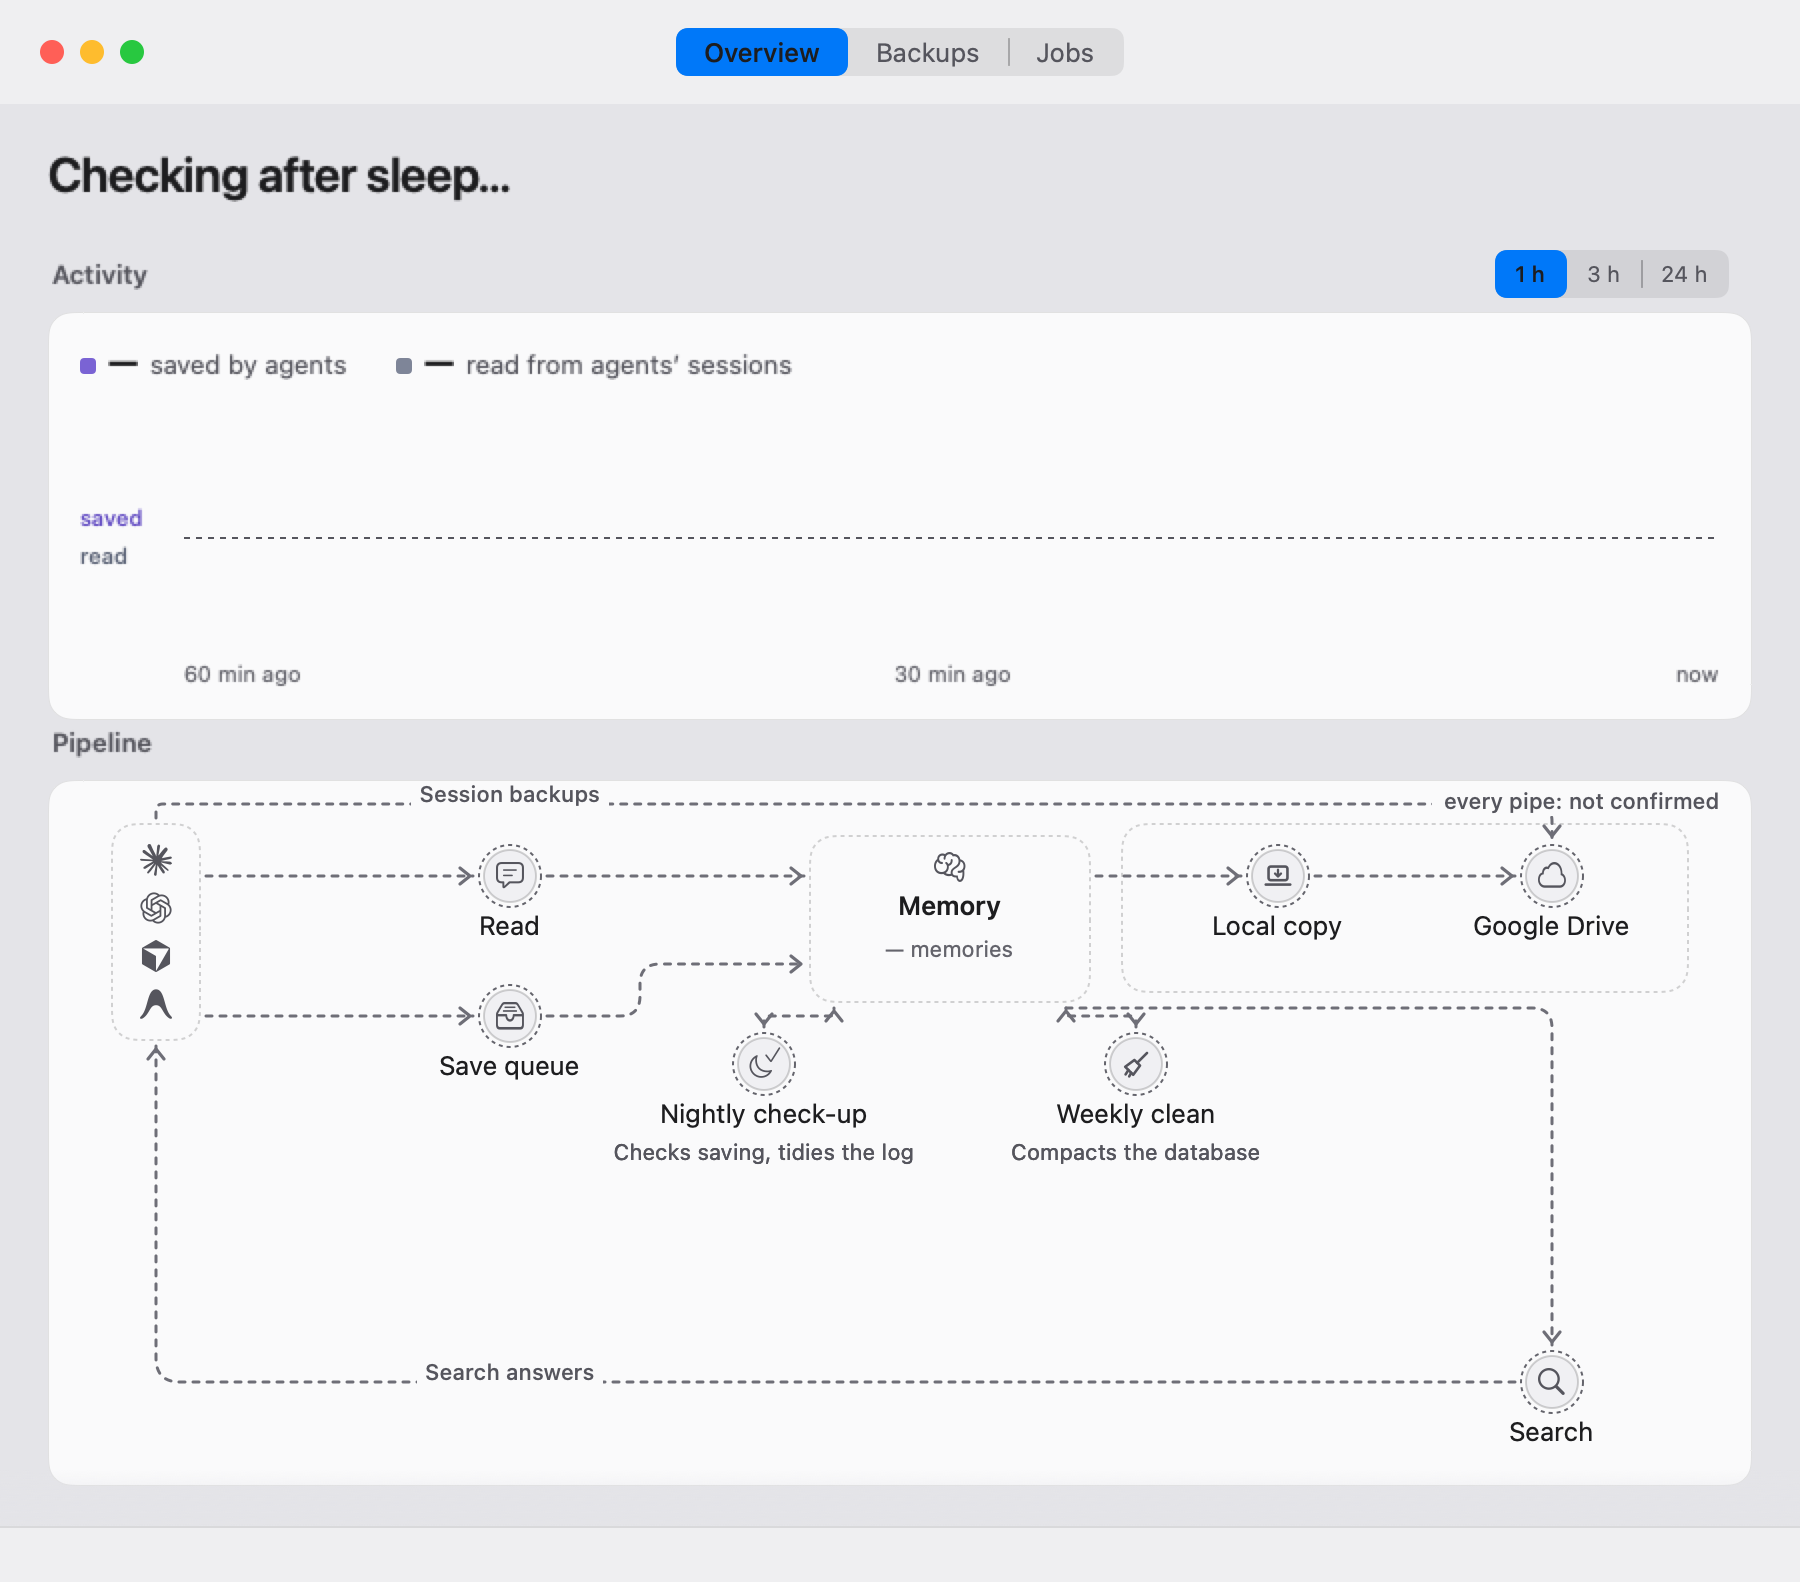 Overview Backups Jobs
Checking after sleep...
Activity
1 h 3 h 24 h
— saved by agents — read from agents’ sessions
saved
read
60 min ago 30 min ago now
Pipeline
Session backups
every pipe: not confirmed
Read
Memory
— memories
Local copy
Google Drive
Save queue
Nightly check-up
Checks saving, tidies the log
Weekly clean
Compacts the database
Search answers
Search